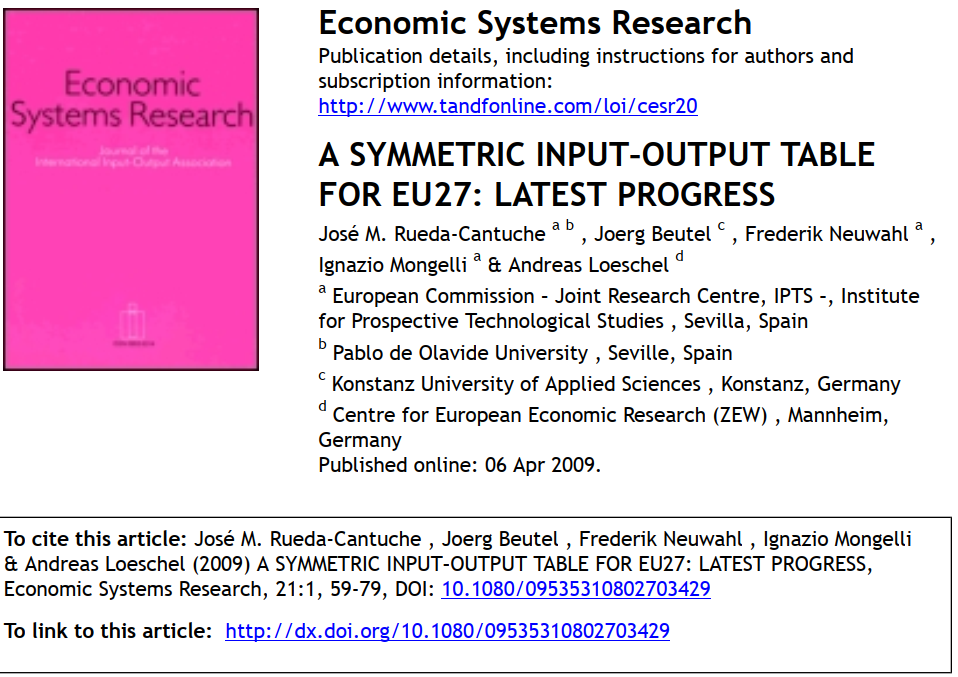 Economic
Systems Research
Journal of the
International Input-Output Association
Economic Systems Research
Publication details, including instructions for authors and
subscription information:
http://www.tandfonline.com/loi/cesr20
A SYMMETRIC INPUT–OUTPUT TABLE
FOR EU27: LATEST PROGRESS
José M. Rueda-Cantuche a b , Joerg Beutel c , Frederik Neuwahl a ,
Ignazio Mongelli a & Andreas Loeschel d
a European Commission – Joint Research Centre, IPTS –, Institute
for Prospective Technological Studies , Sevilla, Spain
b Pablo de Olavide University , Seville, Spain
c Konstanz University of Applied Sciences , Konstanz, Germany
d Centre for European Economic Research (ZEW) , Mannheim,
Germany
Published online: 06 Apr 2009.
To cite this article: José M. Rueda-Cantuche , Joerg Beutel , Frederik Neuwahl , Ignazio Mongelli
& Andreas Loeschel (2009) A SYMMETRIC INPUT–OUTPUT TABLE FOR EU27: LATEST PROGRESS,
Economic Systems Research, 21:1, 59-79, DOI: 10.1080/09535310802703429
To link to this article: http://dx.doi.org/10.1080/09535310802703429